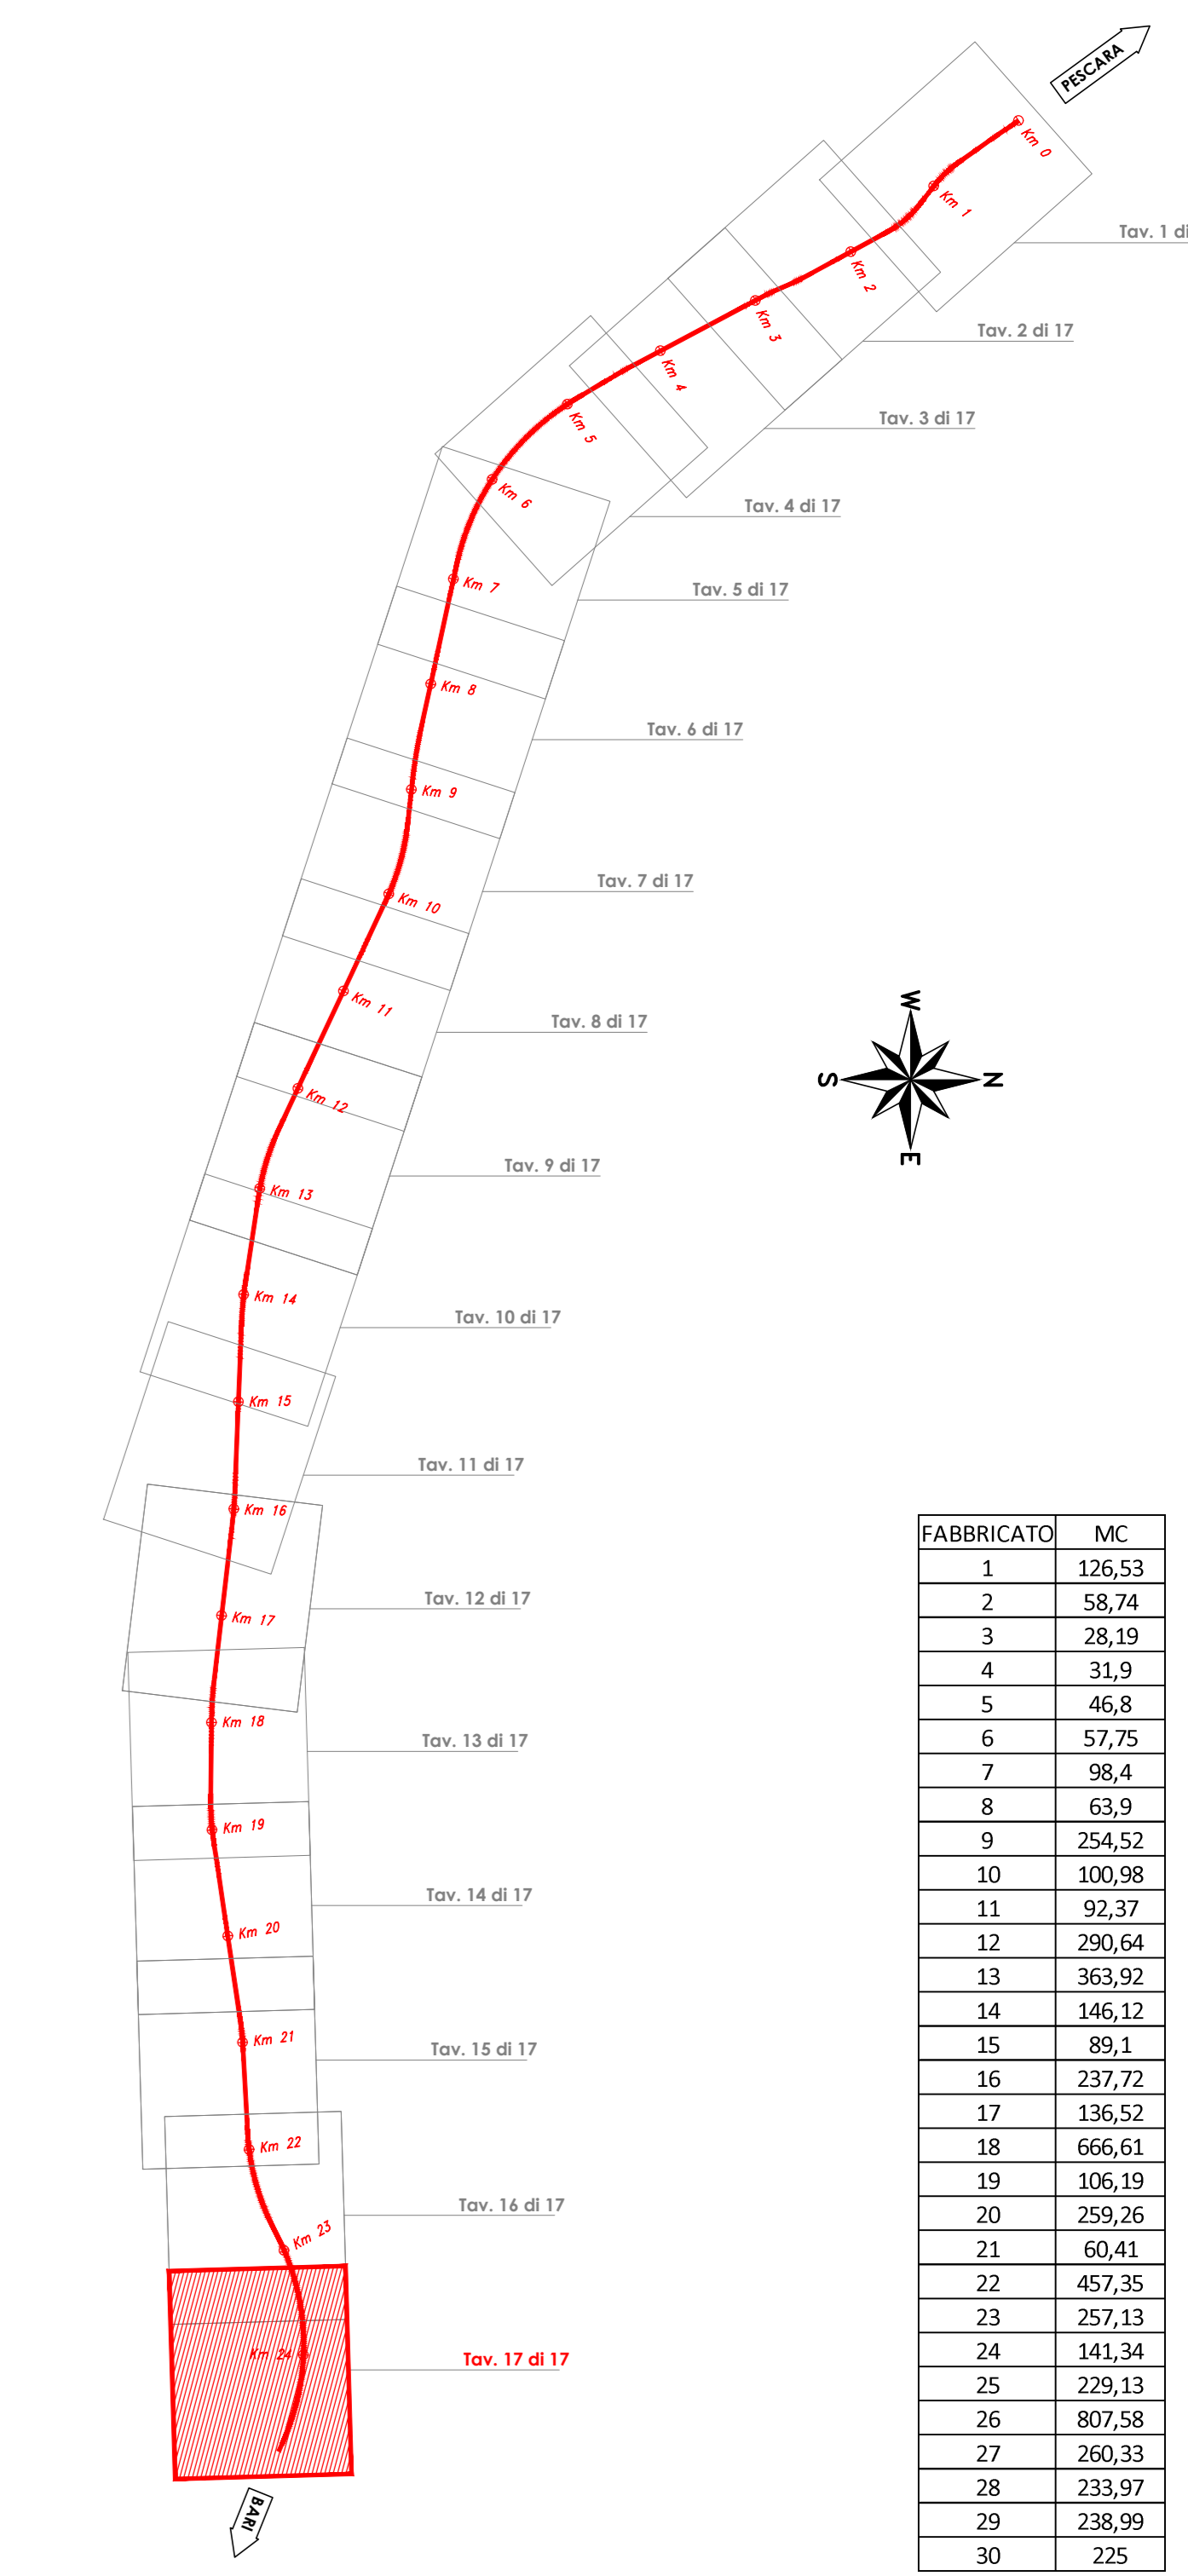 PESCARA
Km 0
Km 1
Tav. 1 di
Km 2
Km 3
Tav. 2 di 17
Km 4
Tav. 3 di 17
Km 5
Km 6
Tav. 4 di 17
Km 7
Tav. 5 di 17
Km 8
Tav. 6 di 17
Km 9
Tav. 7 di 17
Km 10
Km 11
W
Tav. 8 di 17
S
N
Km 12
E
Tav. 9 di 17
Km 13
Km 14
Tav. 10 di 17
Km 15
Tav. 11 di 17
Km 16
Tav. 12 di 17
Km 17
Km 18
Tav. 13 di 17
Km 19
Tav. 14 di 17
Km 20
Km 21
Tav. 15 di 17
Km 22
Tav. 16 di 17
Km 23
Km 24
Tav. 17 di 17
BARI
FABBRICATO MC
1 126,53
2 58,74
3 28,19
4 31,9
5 46,8
6 57,75
7 98,4
8 63,9
9 254,52
10 100,98
11 92,37
12 290,64
13 363,92
14 146,12
15 89,1
16 237,72
17 136,52
18 666,61
19 106,19
20 259,26
21 60,41
22 457,35
23 257,13
24 141,34
25 229,13
26 807,58
27 260,33
28 233,97
29 238,99
30 225